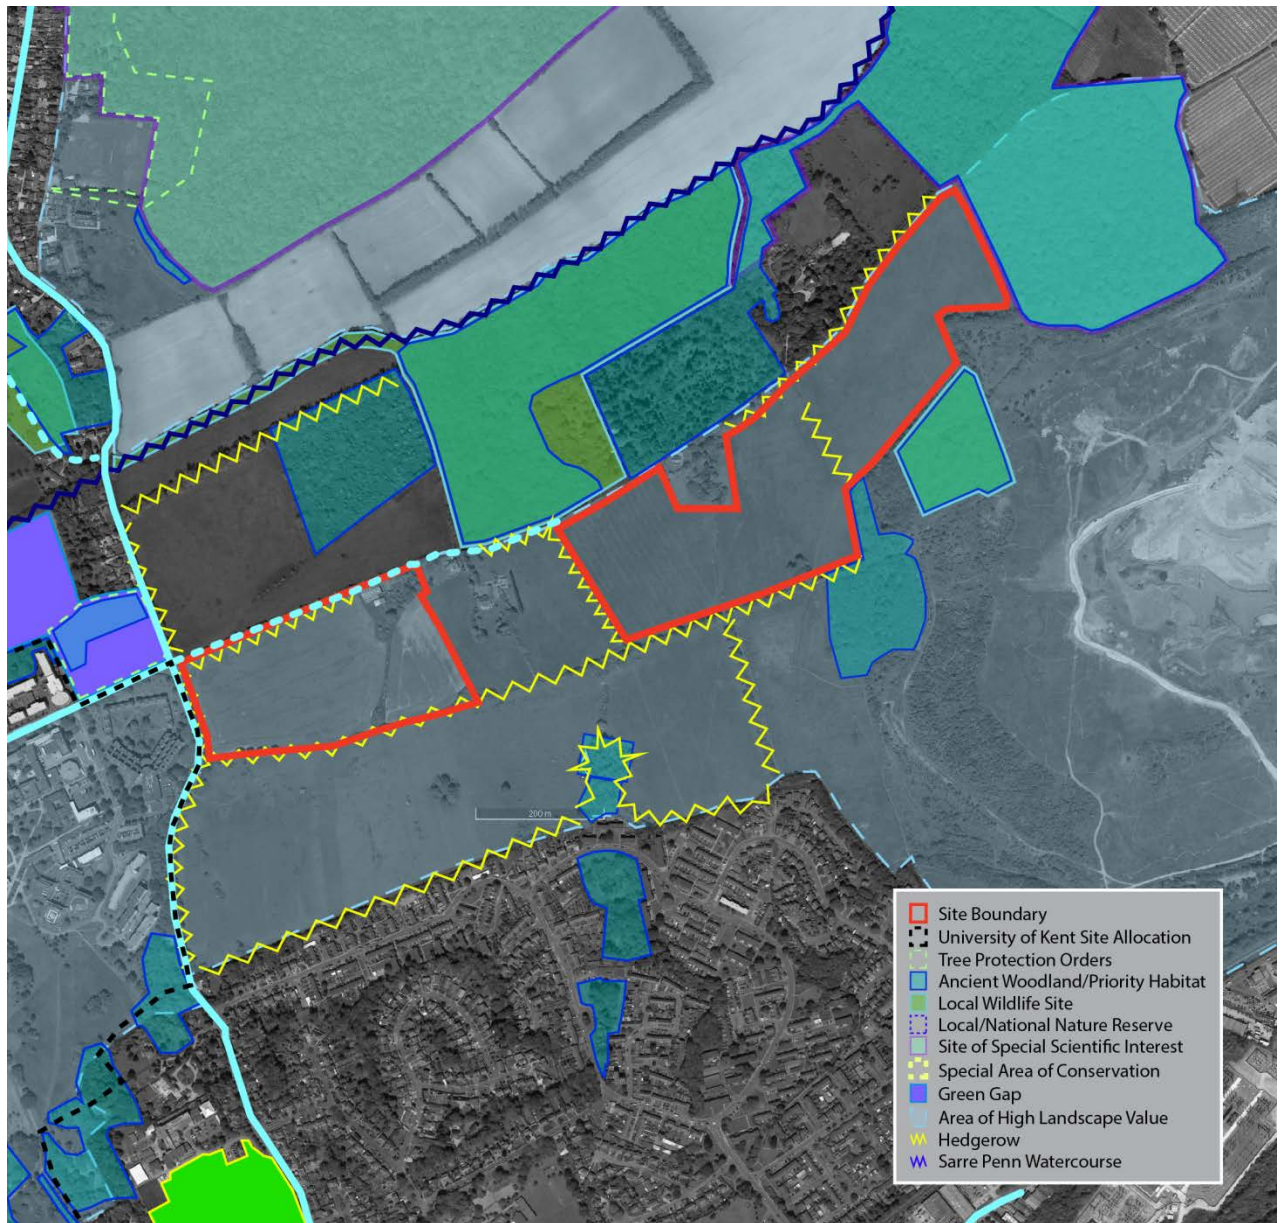 200 m
Site Boundary
University of Kent Site Allocation
Tree Protection Orders
Ancient Woodland/Priority Habitat
Local Wildlife Site
Local/National Nature Reserve
Site of Special Scientific Interest
Special Area of Conservation
Green Gap
Area of High Landscape Value
Hedgerow
Sarre Penn Watercourse